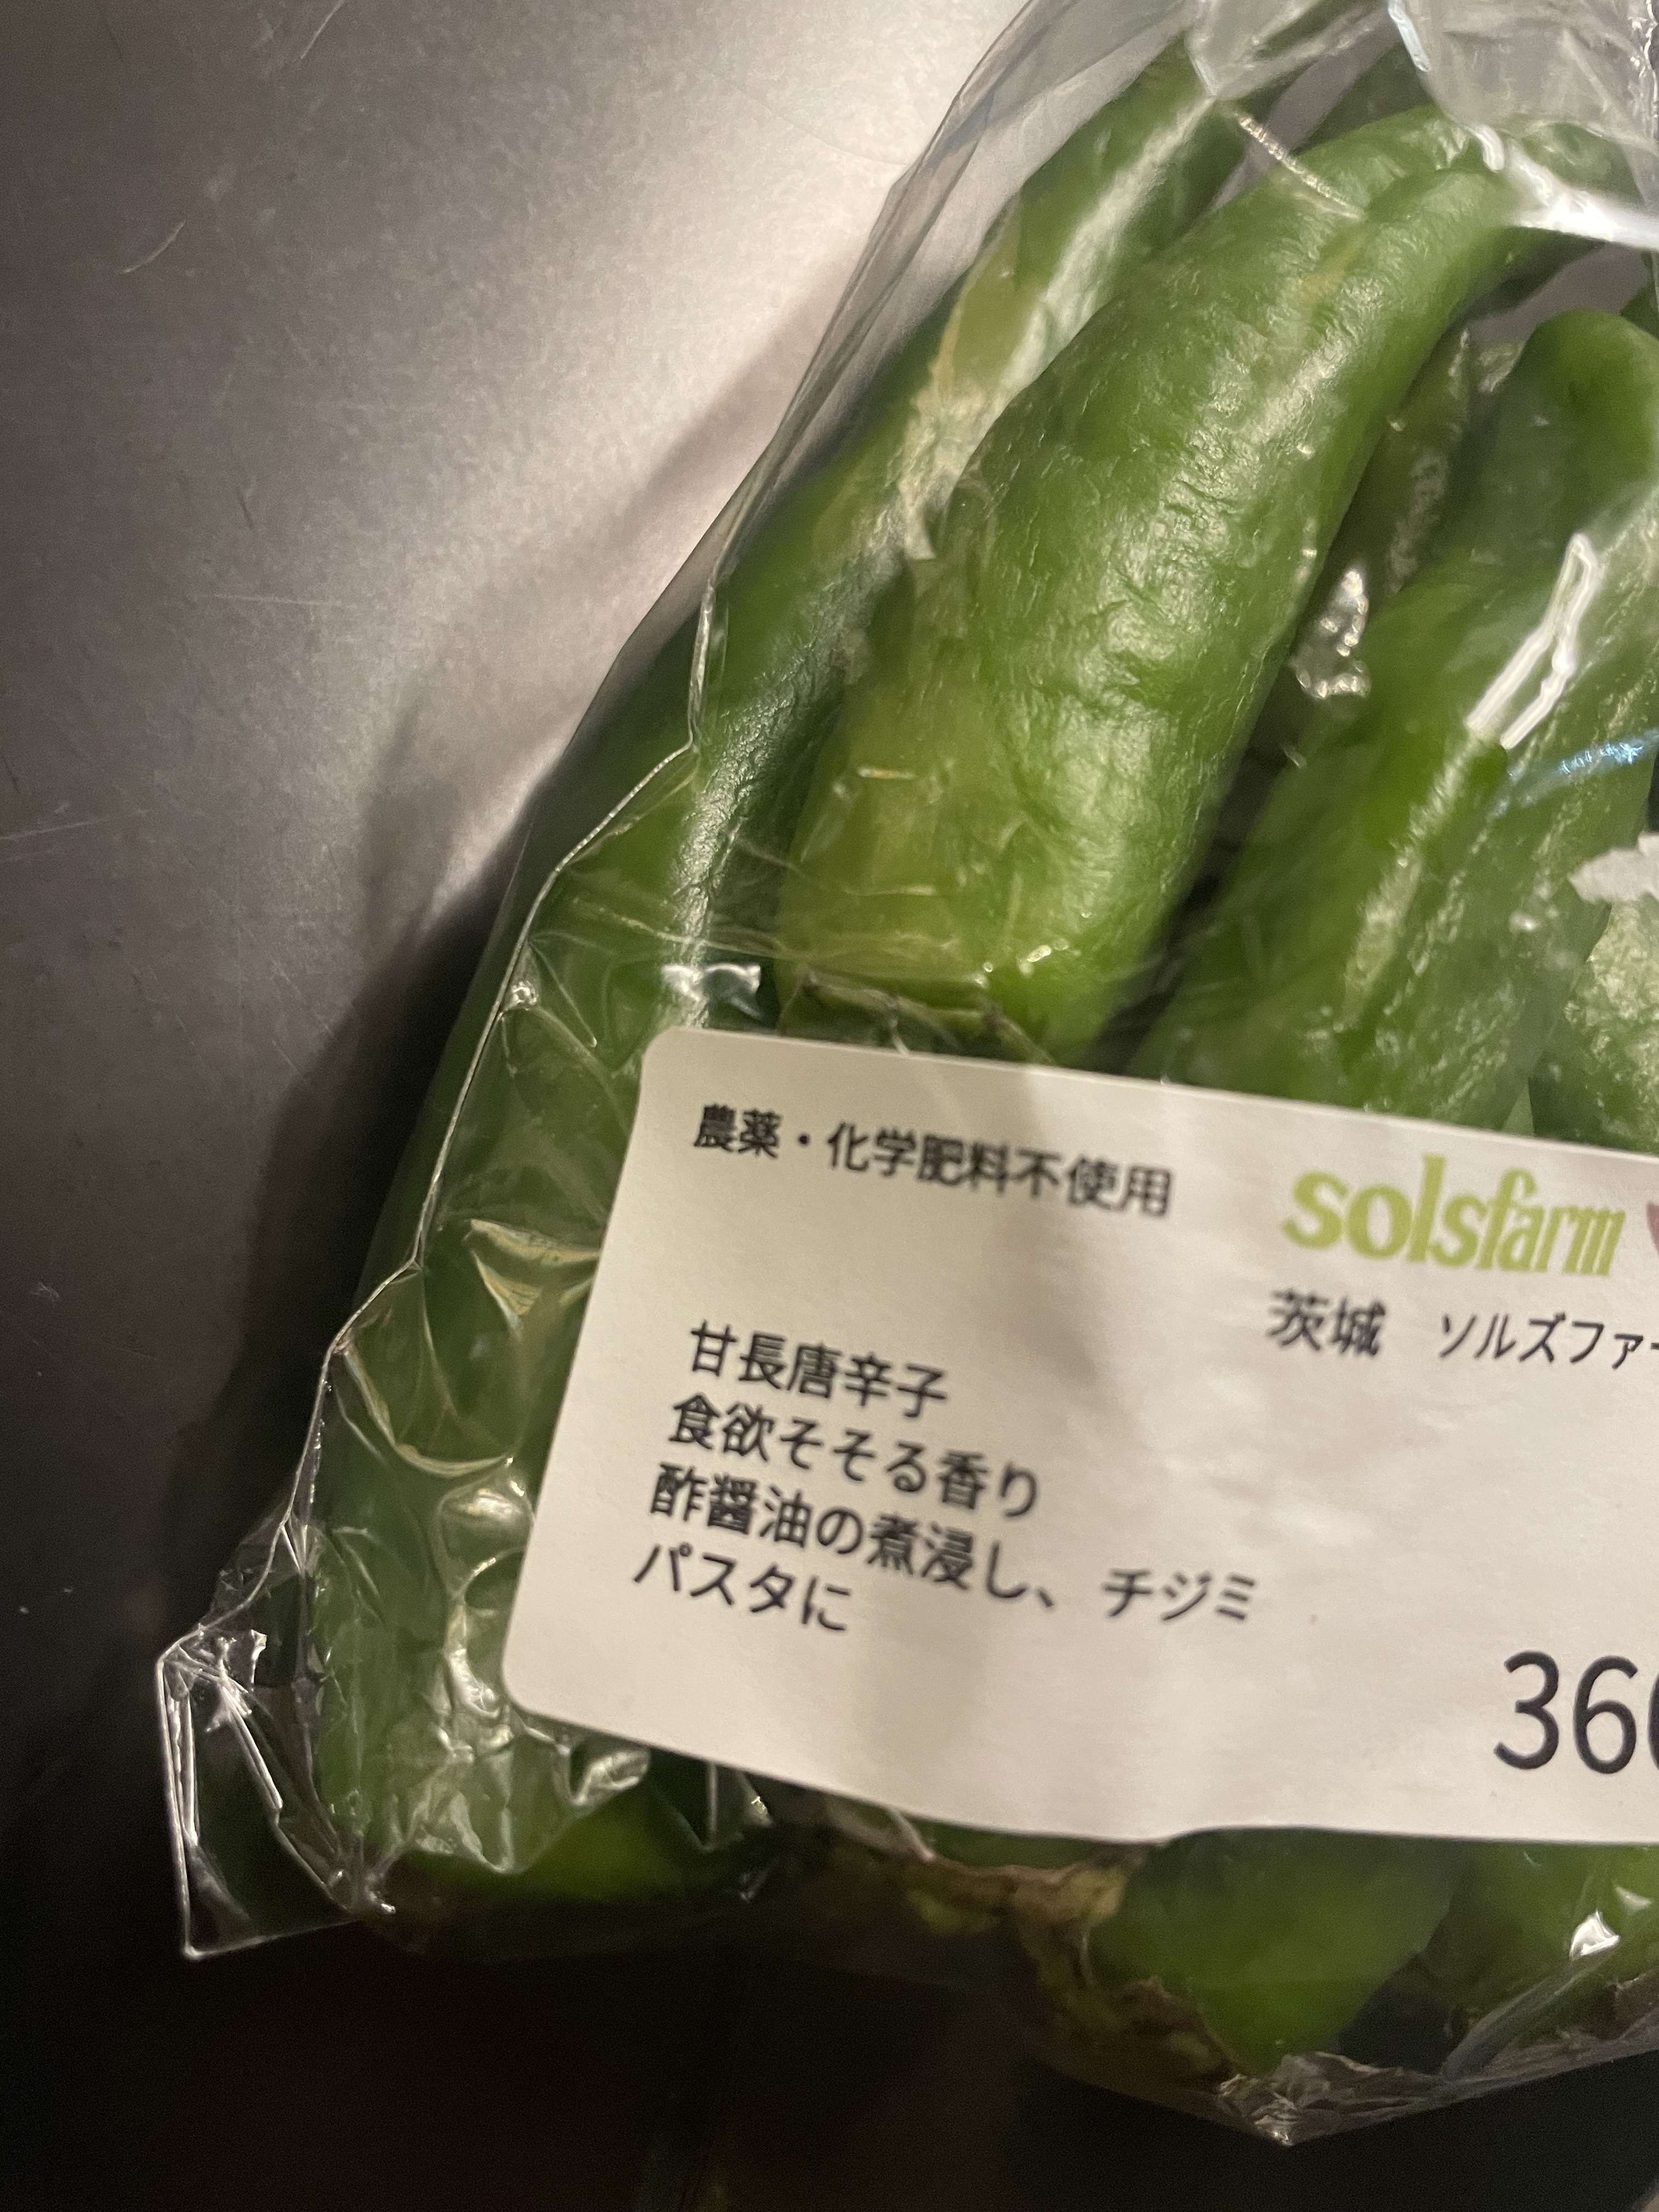 農薬・化学肥料不使用
solsfarm
茨城　ソルズファー
甘長唐辛子
食欲そそる香り
酢醤油の煮浸し、チジミ
パスタに
36